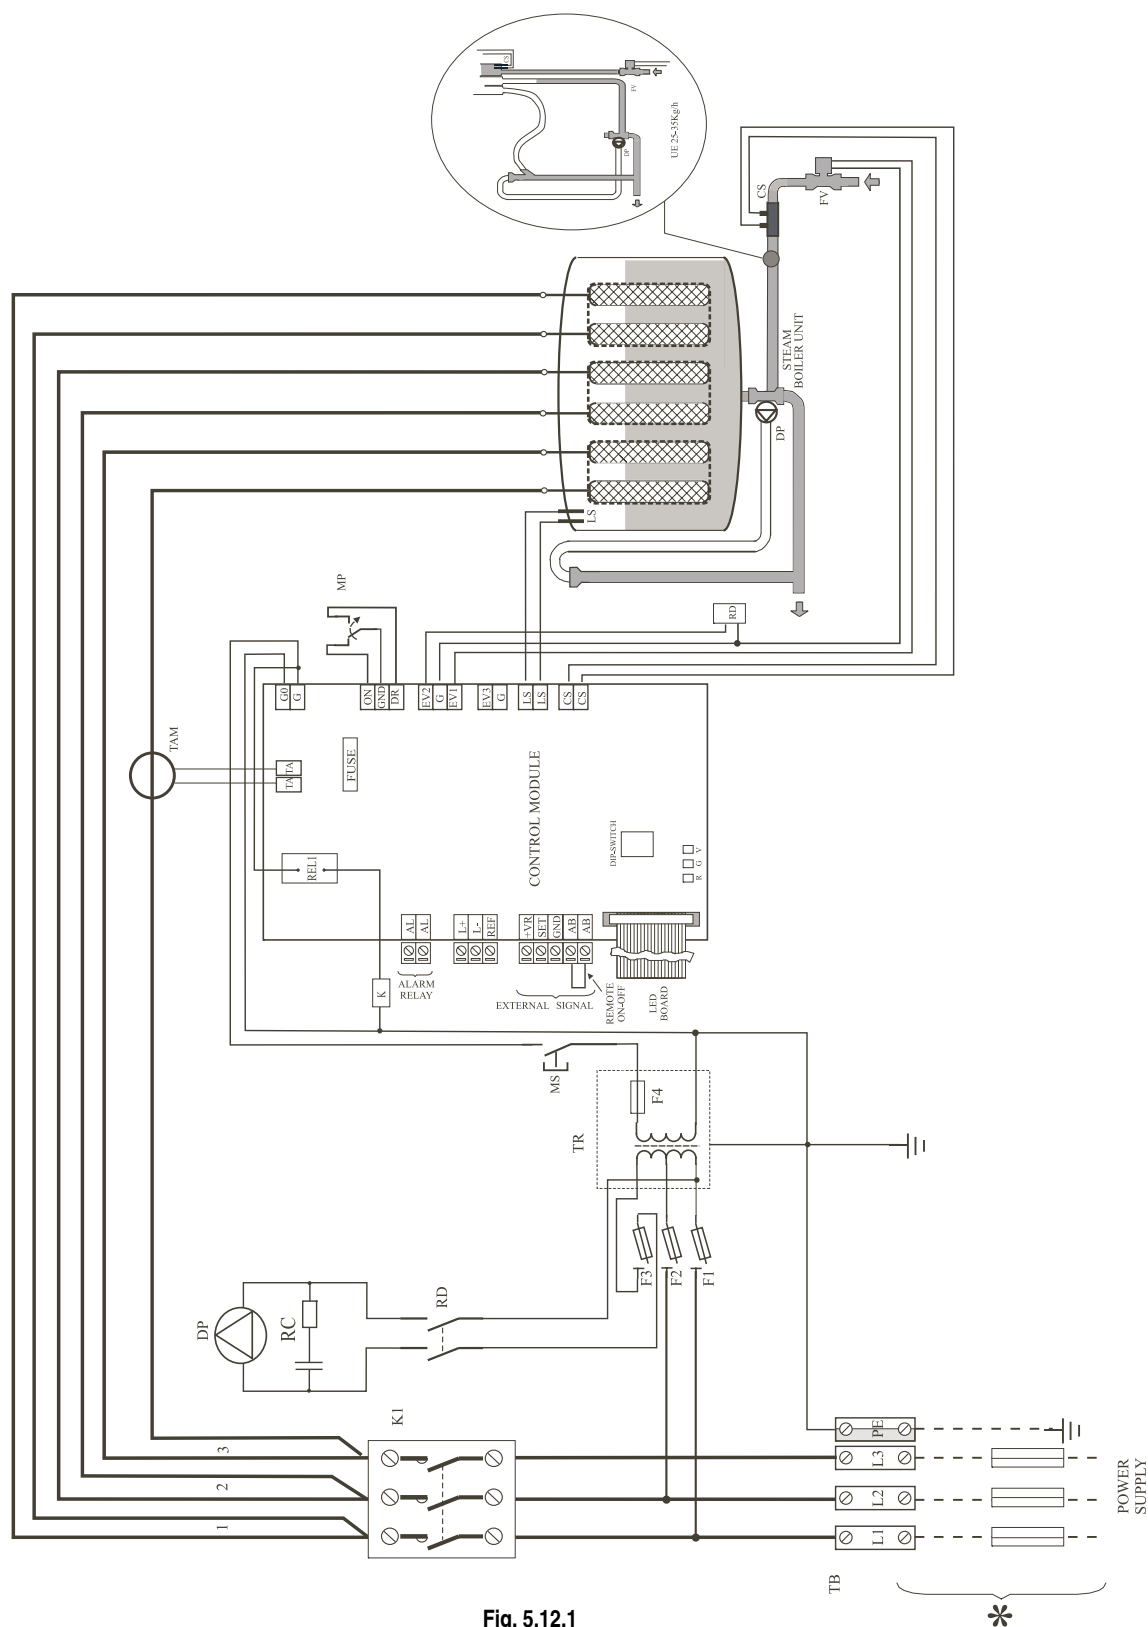 CS
FV
DP
UE 25-35Kg/h
CS
FV
STEAM
BOILER UNIT
DP
LS
MP
RD
TAM
G0
G
ON
GND
DR
EV2
G
EV1
EV3
G
LS
LS
CS
CS
TA
TA
FUSE
CONTROL MODULE
DIP-SWITCH
R
G
V
REL1
AL
AL
L+
L-
REF
+VR
SET
GND
AB
AB
K
ALARM
RELAY
EXTERNAL SIGNAL
REMOTE
ON-OFF
LED
BOARD
MS
F4
TR
F3
F2
F1
RD
DP
RC
K1
3
2
1
PE
L3
L2
L1
TB
POWER
SUPPLY
*
Fig. 5.12.1